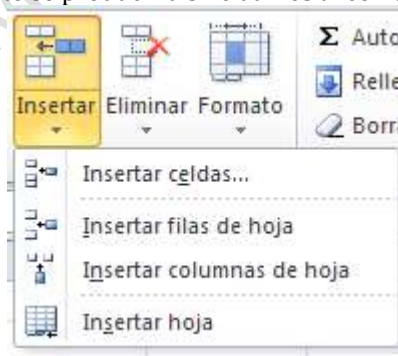 Insertar Eliminar Formato
Σ Auto
Relle
Borra
Insertar celdas...
Insertar filas de hoja
Insertar columnas de hoja
Insertar hoja